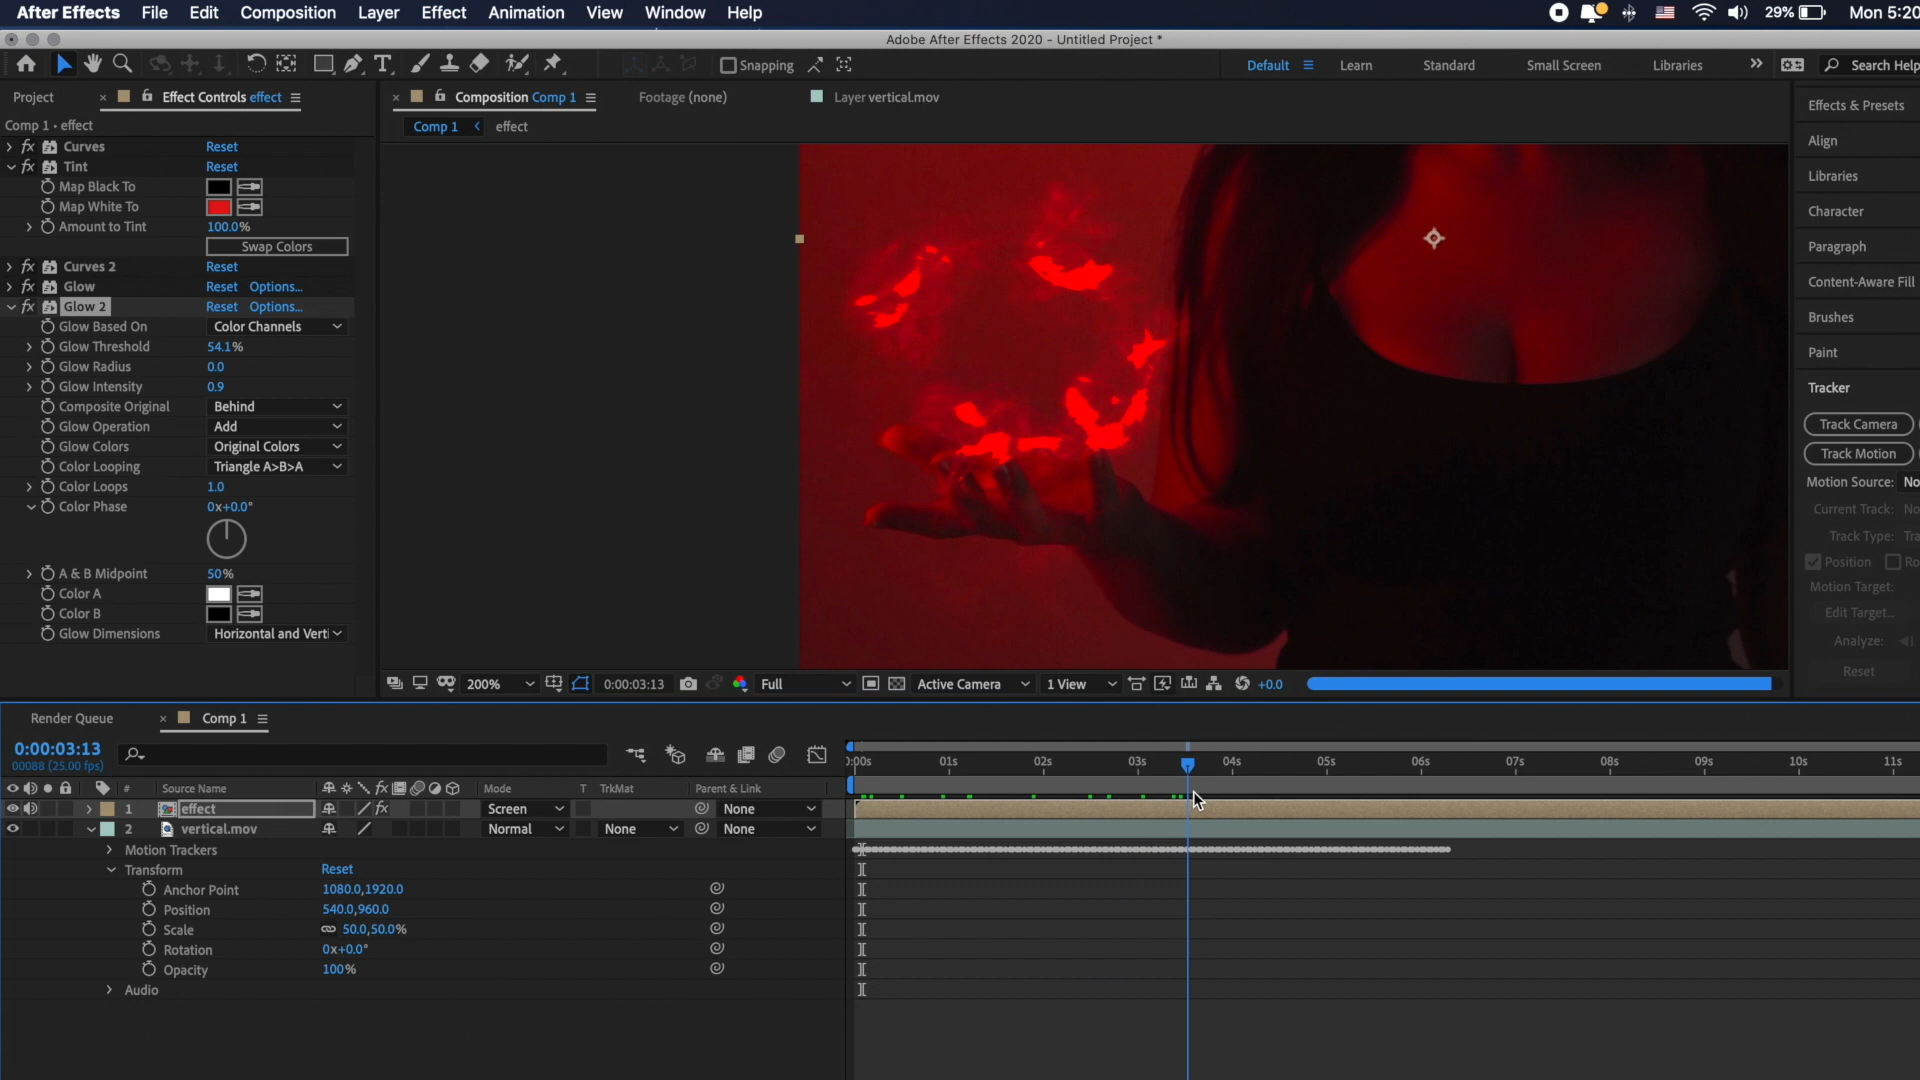 After Effects File Edit Composition Layer Effect Animation View Window Help 29% Mon 5:20
Adobe After Effects 2020 - Untitled Project *
Snapping Default Learn Standard Small Screen Libraries Search Help
Project Effect Controls effect Composition Comp 1 Footage (none) Layer vertical.mov
Comp 1 • effect
Comp 1 effect
Curves Reset
Tint Reset
Map Black To
Map White To
Amount to Tint 100.0%
Swap Colors
Curves 2 Reset
Glow Reset Options...
Glow 2 Reset Options...
Glow Based On Color Channels
Glow Threshold 54.1%
Glow Radius 0.0
Glow Intensity 0.9
Composite Original Behind
Glow Operation Add
Glow Colors Original Colors
Color Looping Triangle A>B>A
Color Loops 1.0
Color Phase 0x+0.0°
A & B Midpoint 50%
Color A
Color B
Glow Dimensions Horizontal and Verti
Effects & Presets
Align
Libraries
Character
Paragraph
Content-Aware Fill
Brushes
Paint
Tracker
Track Camera
Track Motion
Motion Source: No
Current Track: No
Track Type: Tra
Position Ro
Motion Target:
Edit Target...
Analyze:
Reset
200% 0:00:03:13 Full Active Camera 1 View +0.0
Render Queue Comp 1
0:00:03:13
00088 (25.00 fps)
0:00s 01s 02s 03s 04s 05s 06s 07s 08s 09s 10s 11s
# Source Name fx Mode T TrkMat Parent & Link
1 effect Screen None
2 vertical.mov Normal None None
Motion Trackers
Transform Reset
Anchor Point 1080.0,1920.0
Position 540.0,960.0
Scale 50.0,50.0%
Rotation 0x+0.0°
Opacity 100%
Audio